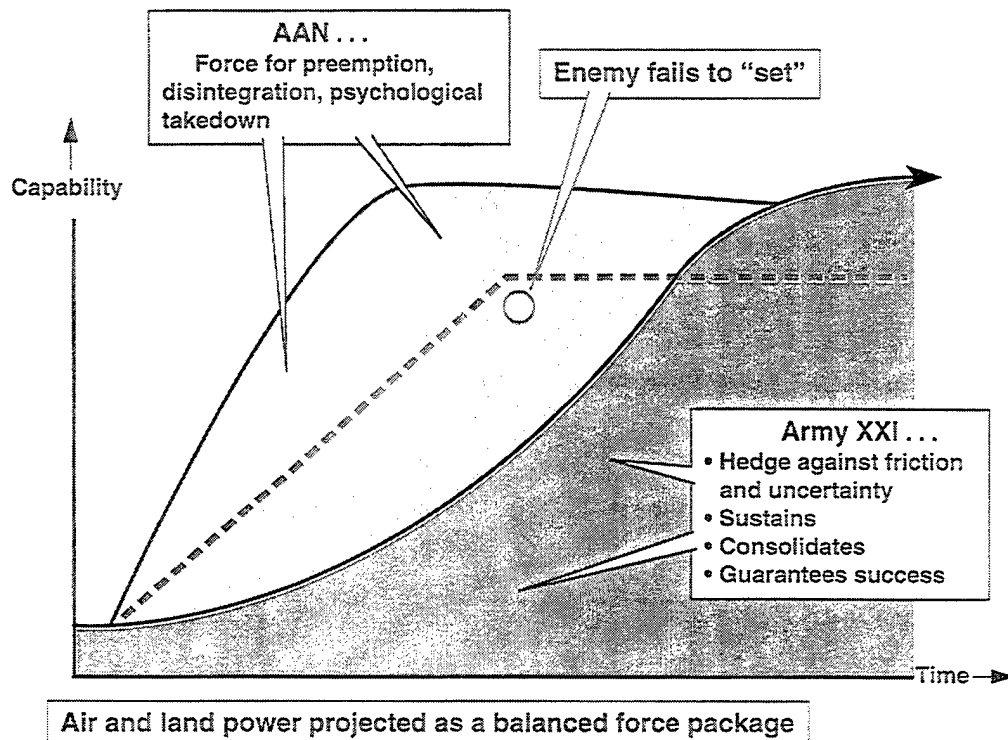 AAN . . .
Force for preemption,
disintegration, psychological
takedown
Enemy fails to “set”
Capability
Army XXI . . .
• Hedge against friction
and uncertainty
• Sustains
• Consolidates
• Guarantees success
Time
Air and land power projected as a balanced force package